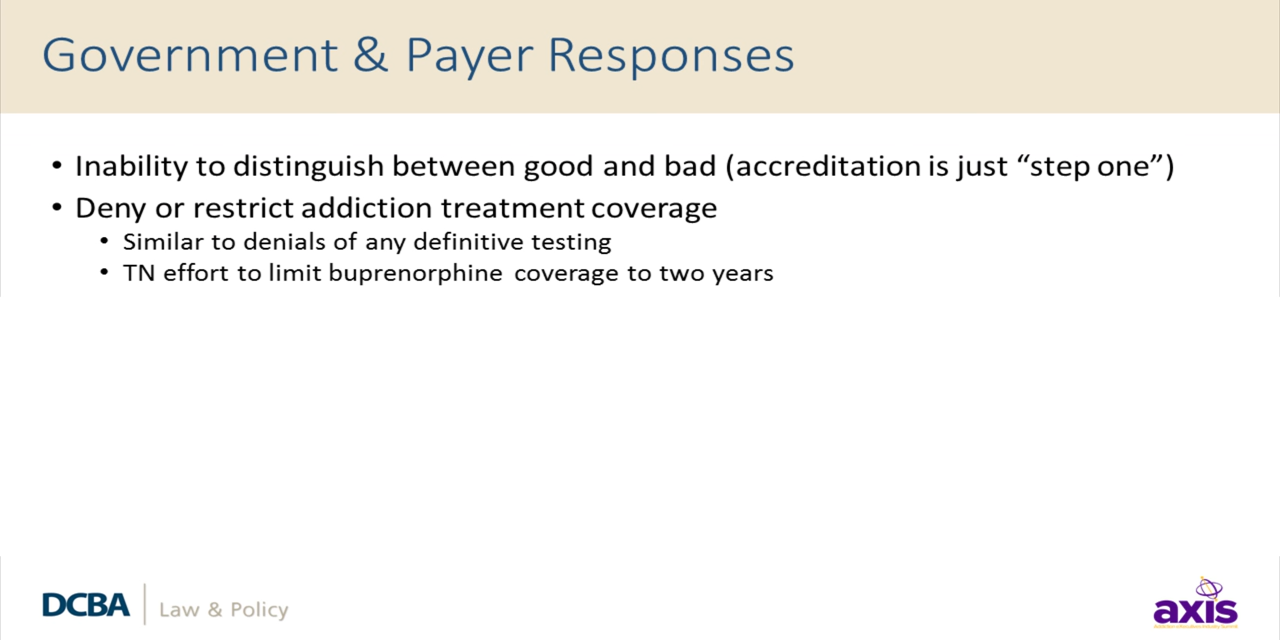 Government & Payer Responses
• Inability to distinguish between good and bad (accreditation is just “step one”)
• Deny or restrict addiction treatment coverage
• Similar to denials of any definitive testing
• TN effort to limit buprenorphine coverage to two years
DCBA | Law & Policy
axis